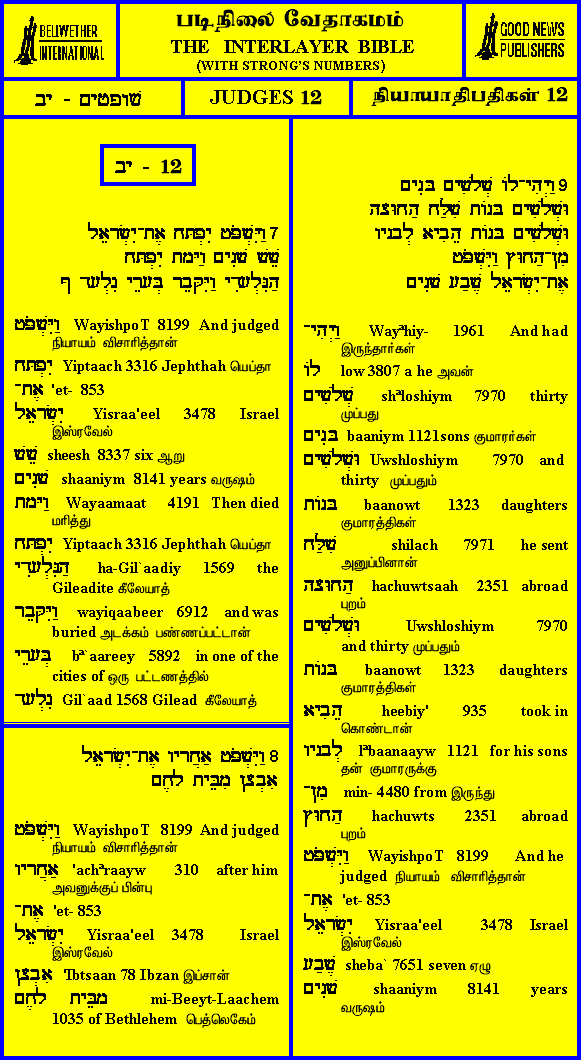 BELLWETHER
INTERNATIONAL
படிநிலை வேதாகமம்
THE INTERLAYER BIBLE
(WITH STRONG'S NUMBERS)
GOOD NEWS
PUBLISHERS
שופטים - יב
JUDGES 12
நியாயாதிபதிகள் 12
12 - יב
7 וַיִּשְׁפֹּט יִפְתָּח אֶת־יִשְׂרָאֵל
שֵׁשׁ שָׁנִים וַיָּמָת יִפְתָּח
הַגִּלְעָדִי וַיִּקָּבֵר בְּעָרֵי גִלְעָד ף
וַיִּשְׁפֹּט WayishpoT 8199 And judged
நியாயம் விசாரித்தான்
יִפְתָּח Yiptaach 3316 Jephthah யெப்தா
אֶת־ 'et- 853
יִשְׂרָאֵל Yisraa'eel 3478 Israel
இஸ்ரவேல்
שֵׁשׁ sheesh 8337 six ஆறு
שָׁנִים shaaniym 8141 years வருஷம்
וַיָּמָת Wayaamaat 4191 Then died
மரித்து
יִפְתָּח Yiptaach 3316 Jephthah யெப்தா
הַגִּלְעָדִי ha-Gil`aadiy 1569 the
Gileadite கீலேயாத்
וַיִּקָּבֵר wayiqaabeer 6912 and was
buried அடக்கம் பண்ணப்பட்டான்
בְּעָרֵי bª`aareey 5892 in one of the
cities of ஒரு பட்டணத்தில்
גִלְעָד Gil`aad 1568 Gilead கீலேயாத்
8 וַיִּשְׁפֹּט אַחֲרָיו אֶת־יִשְׂרָאֵל
אִבְצָן מִבֵּית לָחֶם
וַיִּשְׁפֹּט WayishpoT 8199 And judged
நியாயம் விசாரித்தான்
אַחֲרָיו 'achªraayw 310 after him
அவனுக்குப் பின்பு
אֶת־ 'et- 853
יִשְׂרָאֵל Yisraa'eel 3478 Israel
இஸ்ரவேல்
אִבְצָן 'Ibtsaan 78 Ibzan இப்சான்
מִבֵּית לָחֶם mi-Beeyt-Laachem
1035 of Bethlehem பெத்லெகேம்
9 וַיְהִי־לוֹ שְׁלֹשִׁים בָּנִים
וּשְׁלֹשִׁים בָּנוֹת שִׁלַּח הַחוּצָה
וּשְׁלֹשִׁים בָּנוֹת הֵבִיא לְבָנָיו
מִן־הַחוּץ וַיִּשְׁפֹּט
אֶת־יִשְׂרָאֵל שֶׁבַע שָׁנִים
וַיְהִי־ Wayªhiy- 1961 And had
இருந்தார்கள்
לוֹ low 3807 a he அவன்
שְׁלֹשִׁים shªloshiym 7970 thirty
முப்பது
בָּנִים baaniym 1121sons குமாரர்கள்
וּשְׁלֹשִׁים Uwshloshiym 7970 and
thirty முப்பதும்
בָּנוֹת baanowt 1323 daughters
குமாரத்திகள்
שִׁלַּח shilach 7971 he sent
அனுப்பினான்
הַחוּצָה hachuwtsaah 2351 abroad
புறம்
וּשְׁלֹשִׁים Uwshloshiym 7970
and thirty முப்பதும்
בָּנוֹת baanowt 1323 daughters
குமாரத்திகள்
הֵבִיא heebiy' 935 took in
கொண்டான்
לְבָנָיו lªbaanaayw 1121 for his sons
தன் குமாரருக்கு
מִן־ min- 4480 from இருந்து
הַחוּץ hachuwts 2351 abroad
புறம்
וַיִּשְׁפֹּט WayishpoT 8199 And he
judged நியாயம் விசாரித்தான்
אֶת־ 'et- 853
יִשְׂרָאֵל Yisraa'eel 3478 Israel
இஸ்ரவேல்
שֶׁבַע sheba` 7651 seven ஏழு
שָׁנִים shaaniym 8141 years
வருஷம்